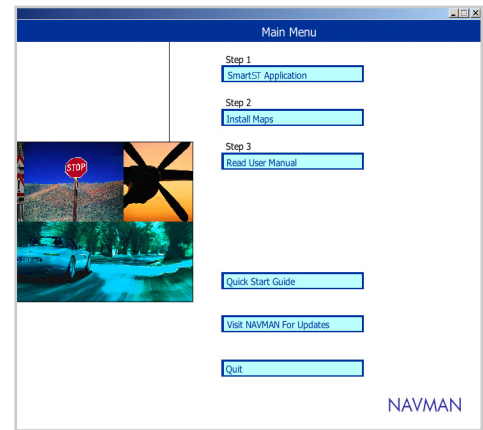 Main Menu
Step 1
SmartST Application
Step 2
Install Maps
Step 3
Read User Manual
STOP
Quick Start Guide
Visit NAVMAN For Updates
Quit
NAVMAN